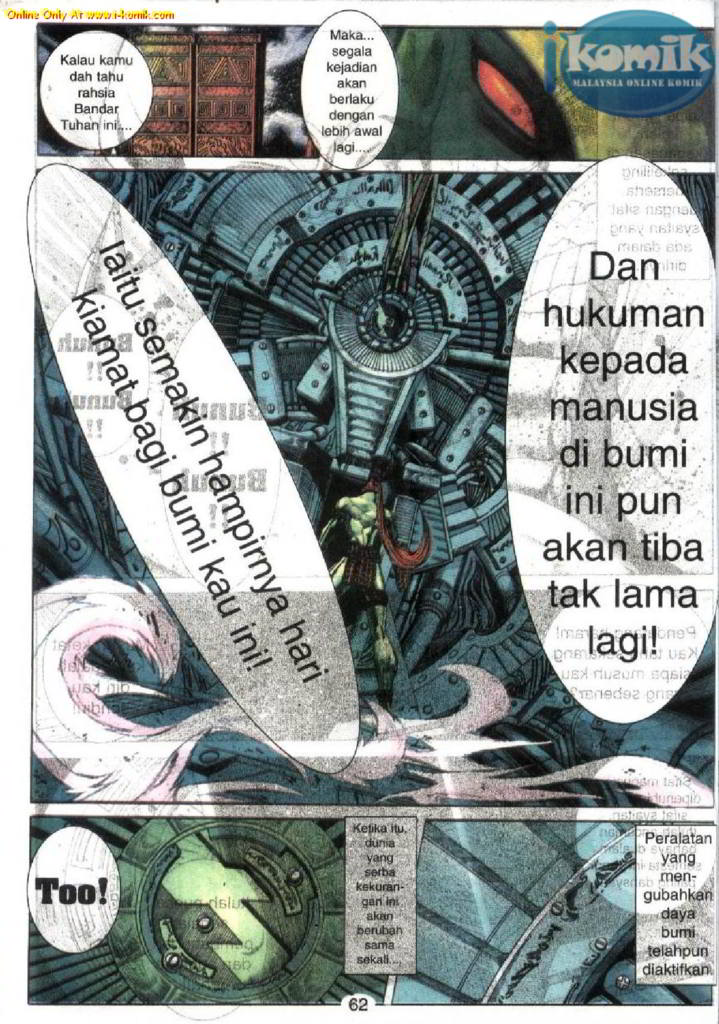 Online Only At www.i-komik.com
ikomik
MALAYSIA ONLINE KOMIK
Kalau kamu
dah tahu
rahsia
Bandar
Tuhan ini....
Maka...
segala
kejadian
akan
berlaku
dengan
lebih awal
lagi....
Iaitu semakin hampirnya hari
kiamat bagi bumi kau ini!
Dan
hukuman
kepada
manusia
di bumi
ini pun
akan tiba
tak lama
lagi!
Too!
Ketika itu,
dunia
yang
serba
kekuran-
gan ini
akan
berubah
sama
sekali....
Peralatan
yang
men-
gubahkan
daya
bumi
telahpun
diaktifkan.
62